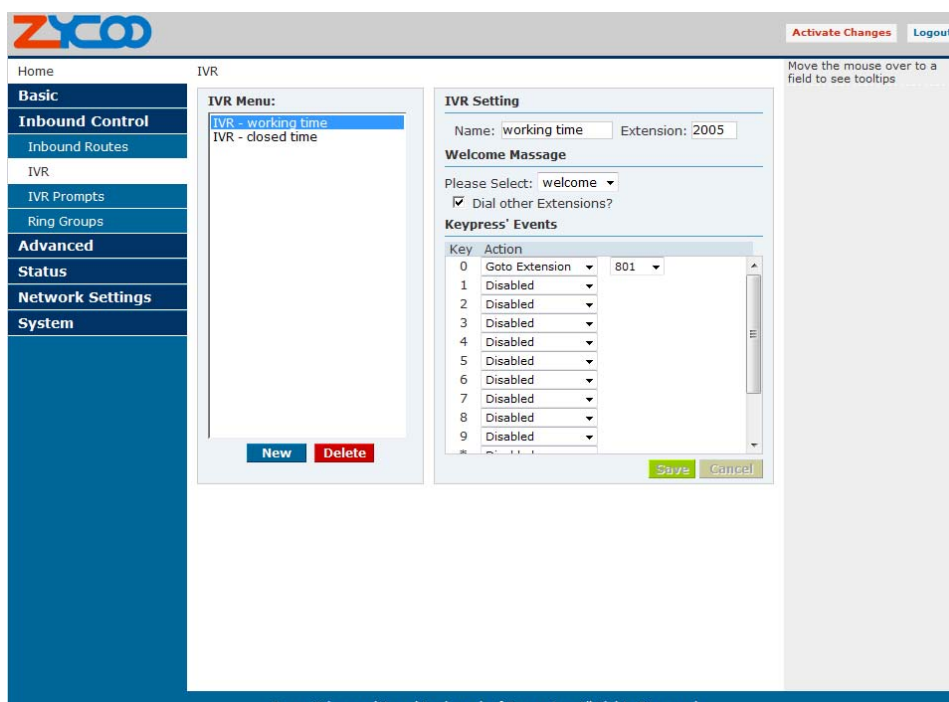 ZYCOO
Activate Changes Logout
Home
Basic
Inbound Control
Inbound Routes
IVR
IVR Prompts
Ring Groups
Advanced
Status
Network Settings
System
IVR
IVR Menu:
IVR - working time
IVR - closed time
New Delete
IVR Setting
Name: working time Extension: 2005
Welcome Massage
Please Select: welcome
Dial other Extensions?
Keypress' Events
Key Action
0 Goto Extension 801
1 Disabled
2 Disabled
3 Disabled
4 Disabled
5 Disabled
6 Disabled
7 Disabled
8 Disabled
9 Disabled
Save Cancel
Move the mouse over to a
field to see tooltips